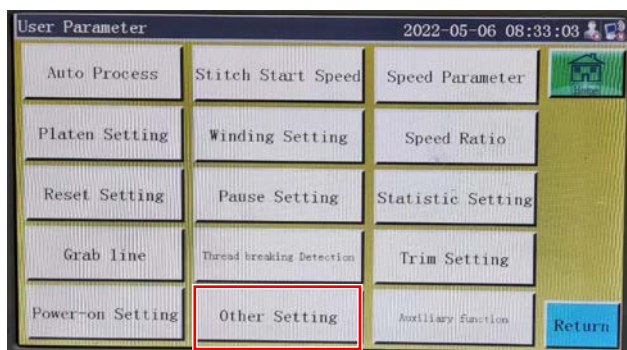 User Parameter 2022-05-06 08:33:03
Auto Process Stitch Start Speed Speed Parameter Home
Platen Setting Winding Setting Speed Ratio
Reset Setting Pause Setting Statistic Setting
Grab line Thread breaking Detection Trim Setting
Power-on Setting Other Setting Auxiliary function Return